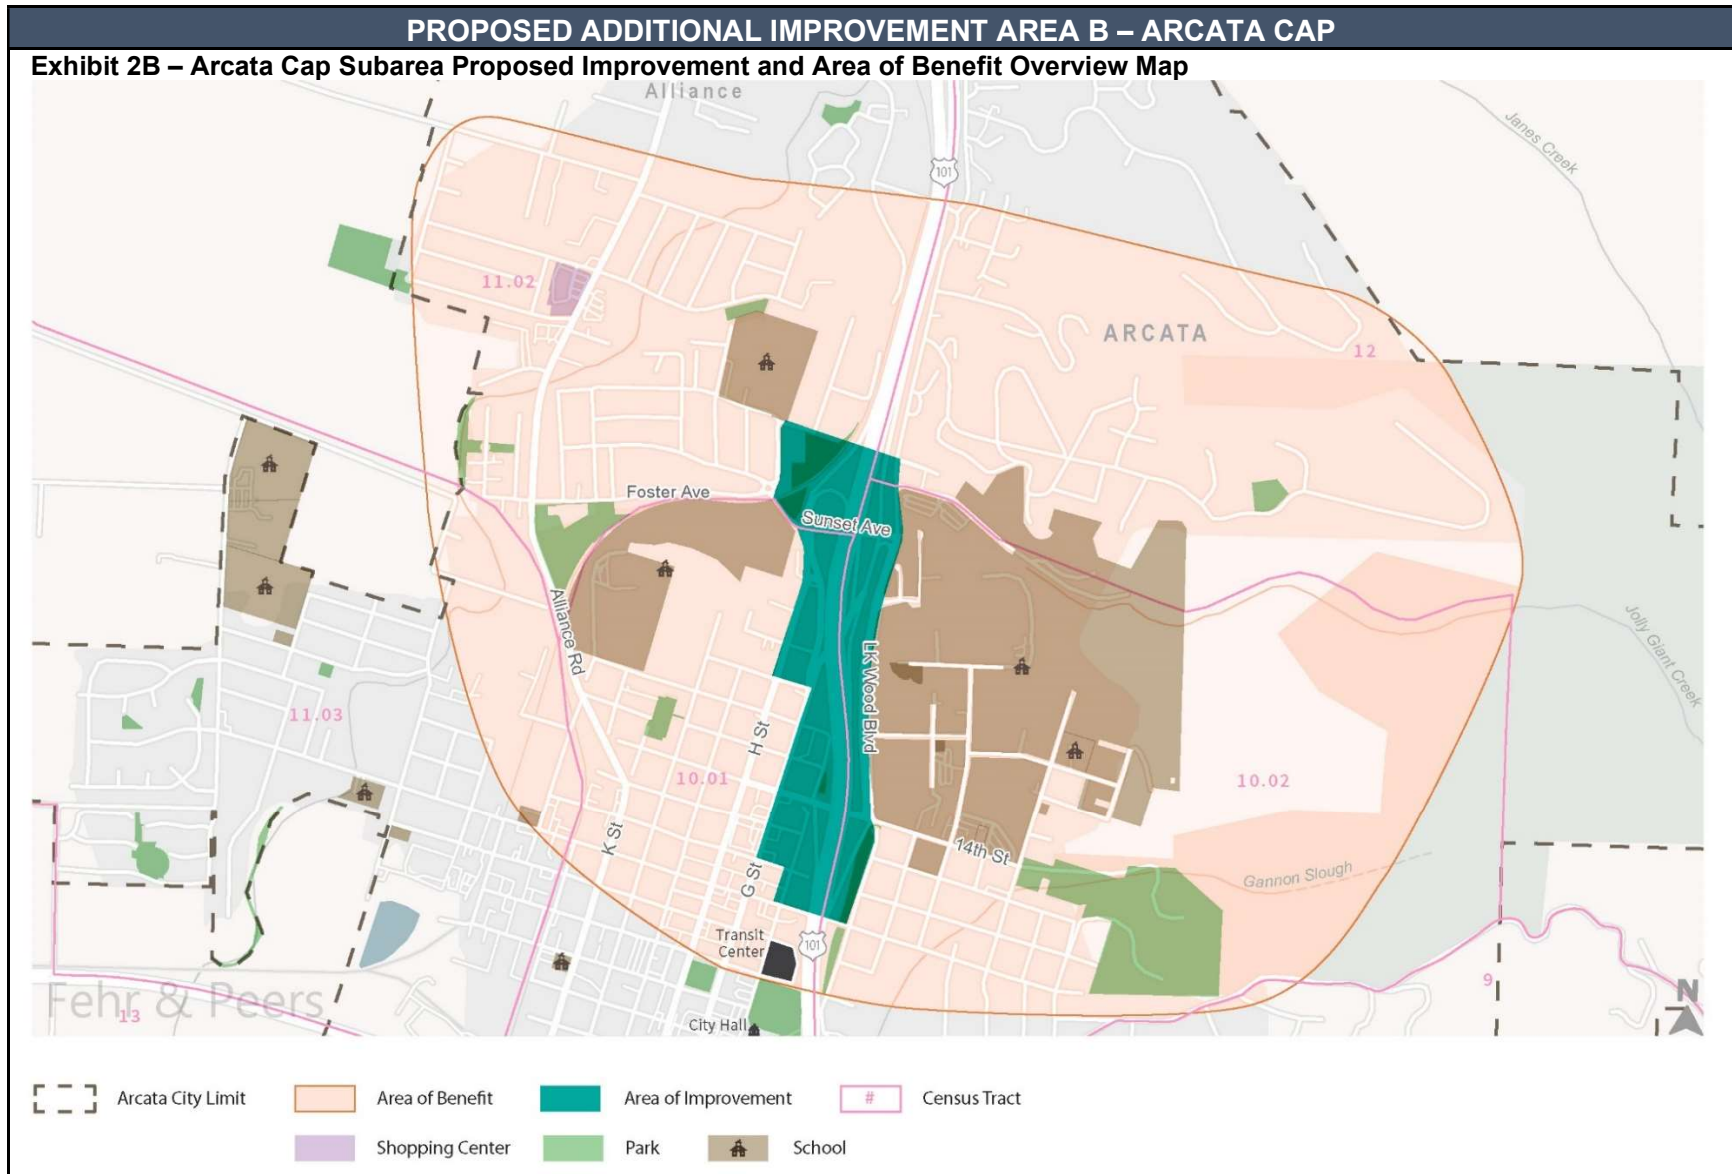 PROPOSED ADDITIONAL IMPROVEMENT AREA B – ARCATA CAP
Exhibit 2B – Arcata Cap Subarea Proposed Improvement and Area of Benefit Overview Map
Alliance
Janes Creek
101
11.02
ARCATA
12
Foster Ave
Sunset Ave
Alliance Rd
LK Wood Blvd
Jolly Giant Creek
11.03
H St
10.01
10.02
K St
14th St
G St
Gannon Slough
Transit
Center
101
9
N
Fehr & Peers
13
City Hall
Arcata City Limit
Area of Benefit
Area of Improvement
# Census Tract
Shopping Center
Park
School